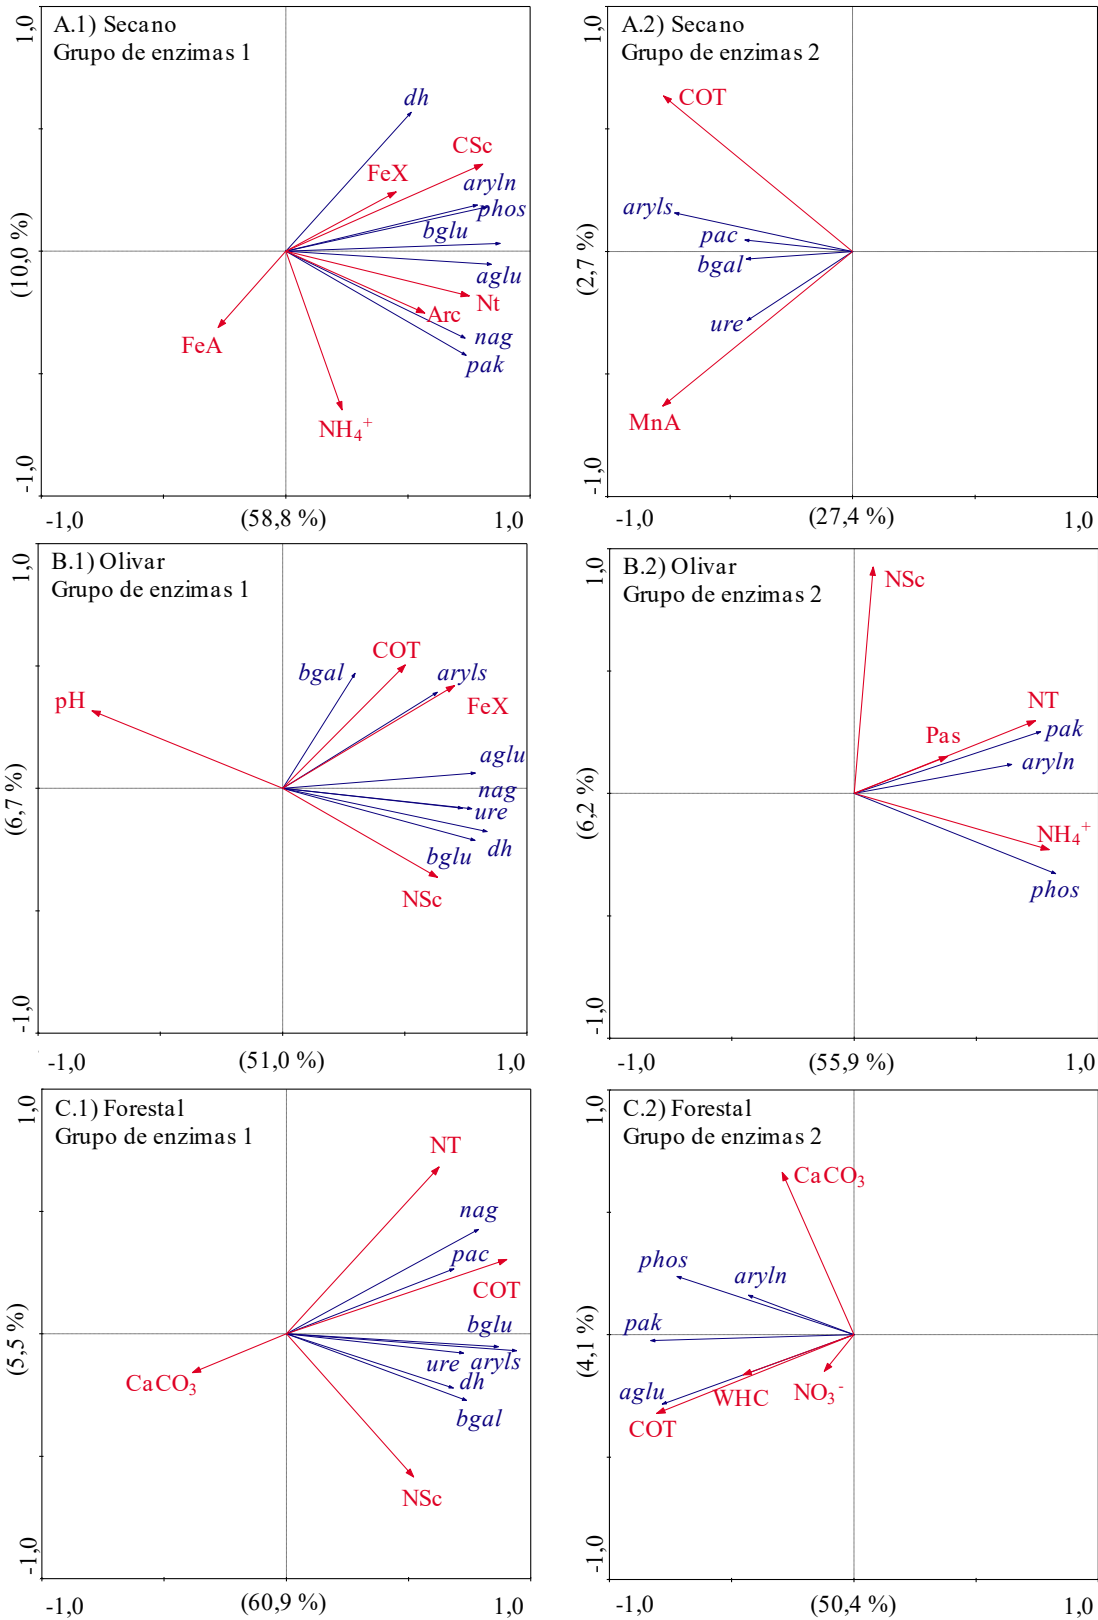 A.1) Secano
Grupo de enzimas 1
1,0
dh
CSc
FeX
aryln
phos
bglu
aglu
Nt
Arc
nag
pak
FeA
NH₄⁺
(10,0 %)
-1,0
-1,0
(58,8 %)
1,0
A.2) Secano
Grupo de enzimas 2
1,0
COT
aryls
pac
bgal
ure
MnA
(2,7 %)
-1,0
-1,0
(27,4 %)
1,0
B.1) Olivar
Grupo de enzimas 1
1,0
COT
bgal
aryls
pH
FeX
aglu
nag
ure
dh
bglu
NSc
(6,7 %)
-1,0
-1,0
(51,0 %)
1,0
B.2) Olivar
Grupo de enzimas 2
1,0
NSc
NT
Pas
pak
aryln
NH₄⁺
phos
(6,2 %)
-1,0
-1,0
(55,9 %)
1,0
C.1) Forestal
Grupo de enzimas 1
1,0
NT
nag
pac
COT
bglu
ure
aryls
dh
bgal
CaCO₃
NSc
(5,5 %)
-1,0
-1,0
(60,9 %)
1,0
C.2) Forestal
Grupo de enzimas 2
1,0
CaCO₃
phos
aryln
pak
aglu
WHC
NO₃⁻
COT
(4,1 %)
-1,0
-1,0
(50,4 %)
1,0